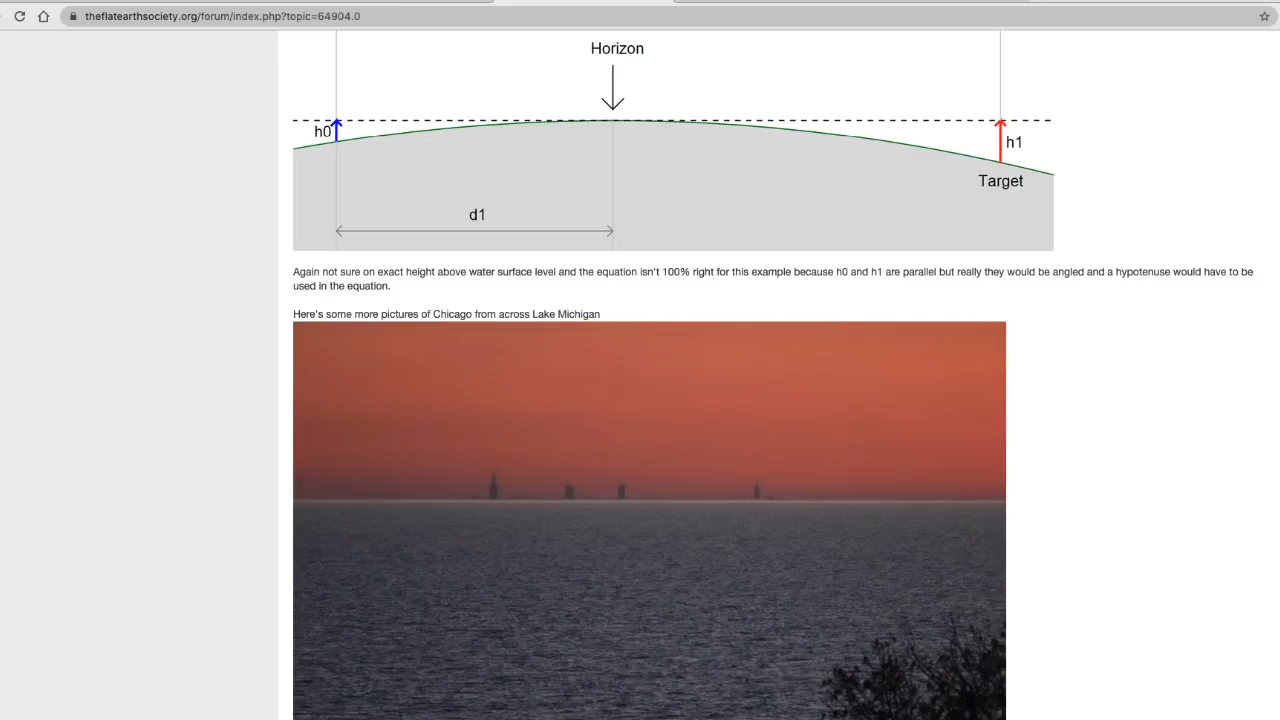 theflatearthsociety.org/forum/index.php?topic=64904.0
Horizon
h0
h1
Target
d1
Again not sure on exact height above water surface level and the equation isn't 100% right for this example because h0 and h1 are parallel but really they would be angled and a hypotenuse would have to be
used in the equation.
Here's some more pictures of Chicago from across Lake Michigan